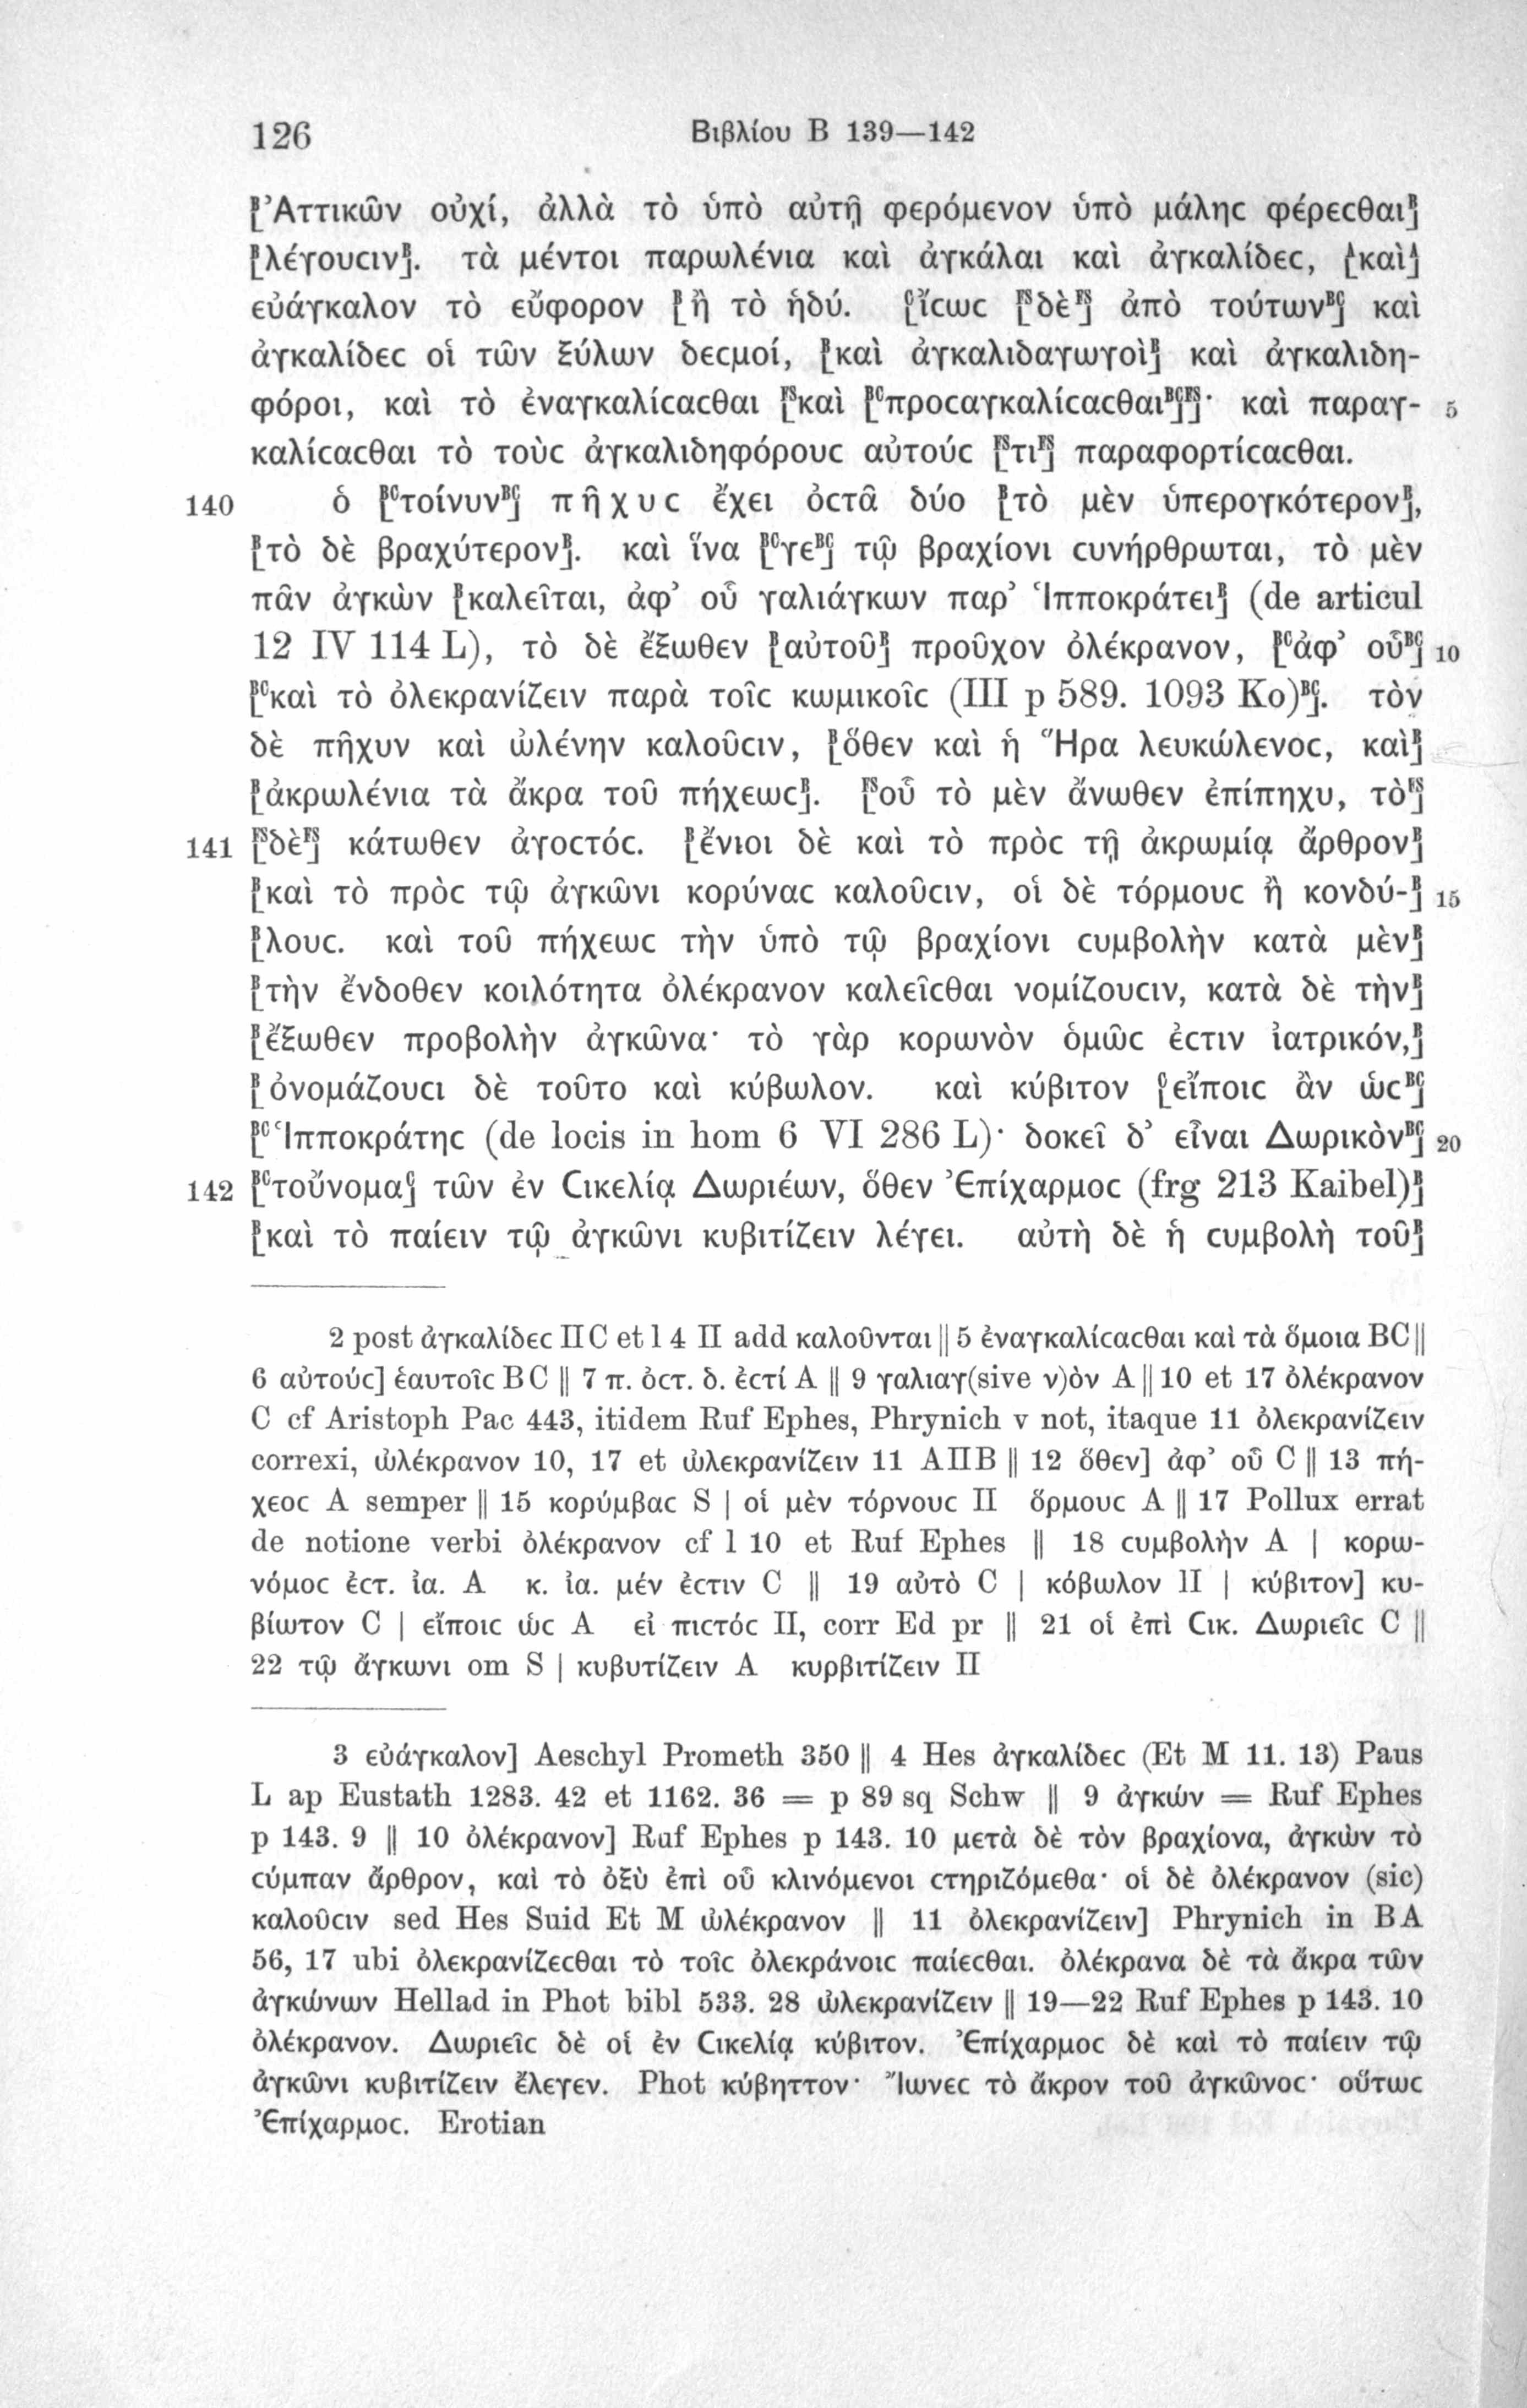 126 Βιβλίου Β 139—142
[ᴮ’Αττικῶν οὐχί, ἀλλὰ τὸ ὑπὸ αὐτῇ φερόμενον ὑπὸ μάληϲ φέρεϲθαιᴮ]
[ᴮλέγουϲινᴮ]. τὰ μέντοι παρωλένια καὶ ἀγκάλαι καὶ ἀγκαλίδεϲ, [ᴬκαὶᴬ]
εὐάγκαλον τὸ εὔφορον [ᴮἢ τὸ ἡδύ. [ᶜἴϲωϲ [ᶠˢδὲᶠˢ] ἀπὸ τούτωνᴮᶜ] καὶ
ἀγκαλίδεϲ οἱ τῶν ξύλων δεϲμοί, [ᴮκαὶ ἀγκαλιδαγωγοὶᴮ] καὶ ἀγκαλιδη-
φόροι, καὶ τὸ ἐναγκαλίϲαϲθαι [ᶠˢκαὶ [ᴮᶜπροϲαγκαλίϲαϲθαιᴮᶜ]ᶠˢ]· καὶ παραγ- 5
καλίϲαϲθαι τὸ τοὺϲ ἀγκαλιδηφόρουϲ αὐτούϲ [ᶠˢτιᶠˢ] παραφορτίϲαϲθαι.
140 ὁ [ᴮᶜτοίνυνᴮᶜ] πῆχυϲ ἔχει ὀϲτᾶ δύο [ᴮτὸ μὲν ὑπερογκότερονᴮ],
[ᴮτὸ δὲ βραχύτερονᴮ]. καὶ ἵνα [ᴮᶜγεᴮᶜ] τῷ βραχίονι ϲυνήρθρωται, τὸ μὲν
πᾶν ἀγκὼν [ᴮκαλεῖται, ἀφ’ οὗ γαλιάγκων παρ’ Ἱπποκράτειᴮ] (de articul
12 IV 114 L), τὸ δὲ ἔξωθεν [ᴮαὐτοῦᴮ] προῦχον ὀλέκρανον, [ᴮᶜἀφ’ οὗᴮᶜ] 10
[ᴮᶜκαὶ τὸ ὀλεκρανίζειν παρὰ τοῖϲ κωμικοῖϲ (III p 589. 1093 Ko)ᴮᶜ]. τὸν
δὲ πῆχυν καὶ ὠλένην καλοῦϲιν, [ᴮὅθεν καὶ ἡ Ἥρα λευκώλενοϲ, καὶᴮ]
[ᴮἀκρωλένια τὰ ἄκρα τοῦ πήχεωϲᴮ]. [ᶠˢοὗ τὸ μὲν ἄνωθεν ἐπίπηχυ, τὸᶠˢ]
141 [ᶠˢδὲᶠˢ] κάτωθεν ἀγοϲτόϲ. [ᴮἔνιοι δὲ καὶ τὸ πρὸϲ τῇ ἀκρωμίᾳ ἄρθρονᴮ]
[ᴮκαὶ τὸ πρὸϲ τῷ ἀγκῶνι κορύναϲ καλοῦϲιν, οἱ δὲ τόρμουϲ ἢ κονδύ-ᴮ] 15
[ᴮλουϲ. καὶ τοῦ πήχεωϲ τὴν ὑπὸ τῷ βραχίονι ϲυμβολὴν κατὰ μὲνᴮ]
[ᴮτὴν ἔνδοθεν κοιλότητα ὀλέκρανον καλεῖϲθαι νομίζουϲιν, κατὰ δὲ τὴνᴮ]
[ᴮἔξωθεν προβολὴν ἀγκῶνα· τὸ γὰρ κορωνὸν ὁμῶϲ ἐϲτιν ἰατρικόν,ᴮ]
[ᴮὀνομάζουϲι δὲ τοῦτο καὶ κύβωλον. καὶ κύβιτον [ᶜεἴποιϲ ἂν ὡϲᴮᶜ]
[ᴮᶜἹπποκράτηϲ (de locis in hom 6 VI 286 L)· δοκεῖ δ’ εἶναι Δωρικὸνᴮᶜ] 20
142 [ᴮᶜτοὔνομαᶜ] τῶν ἐν Ϲικελίᾳ Δωριέων, ὅθεν Ἐπίχαρμοϲ (frg 213 Kaibel)ᴮ]
[ᴮκαὶ τὸ παίειν τῷ ἀγκῶνι κυβιτίζειν λέγει. αὐτὴ δὲ ἡ ϲυμβολὴ τοῦᴮ]
2 post ἀγκαλίδεϲ ΠC et l 4 Π add καλοῦνται || 5 ἐναγκαλίϲαϲθαι καὶ τὰ ὅμοια BC ||
6 αὐτούϲ] ἑαυτοῖϲ BC || 7 π. ὀϲτ. δ. ἐϲτί A || 9 γαλιαγ(sive ν)ὸν A || 10 et 17 ὀλέκρανον
C cf Aristoph Pac 443, itidem Ruf Ephes, Phrynich v not, itaque 11 ὀλεκρανίζειν
correxi, ὠλέκρανον 10, 17 et ὠλεκρανίζειν 11 AΠB || 12 ὅθεν] ἀφ’ οὗ C || 13 πή-
χεοϲ A semper || 15 κορύμβαϲ S | οἱ μὲν τόρνουϲ Π ὅρμουϲ A || 17 Pollux errat
de notione verbi ὀλέκρανον cf l 10 et Ruf Ephes || 18 ϲυμβολὴν A | κορω-
νόμοϲ ἐϲτ. ἰα. A κ. ἰα. μέν ἐϲτιν C || 19 αὐτὸ C | κόβωλον Π | κύβιτον] κυ-
βίωτον C | εἴποιϲ ὡϲ A εἰ πιϲτόϲ Π, corr Ed pr || 21 οἱ ἐπὶ Ϲικ. Δωριεῖϲ C ||
22 τῷ ἄγκωνι om S | κυβυτίζειν A κυρβιτίζειν Π
3 εὐάγκαλον] Aeschyl Prometh 350 || 4 Hes ἀγκαλίδεϲ (Et M 11. 13) Paus
L ap Eustath 1283. 42 et 1162. 36 = p 89 sq Schw || 9 ἀγκών = Ruf Ephes
p 143. 9 || 10 ὀλέκρανον] Ruf Ephes p 143. 10 μετὰ δὲ τὸν βραχίονα, ἀγκὼν τὸ
ϲύμπαν ἄρθρον, καὶ τὸ ὀξὺ ἐπὶ οὗ κλινόμενοι ϲτηριζόμεθα· οἱ δὲ ὀλέκρανον (sic)
καλοῦϲιν sed Hes Suid Et M ὠλέκρανον || 11 ὀλεκρανίζειν] Phrynich in BA
56, 17 ubi ὀλεκρανίζεϲθαι τὸ τοῖϲ ὀλεκράνοιϲ παίεϲθαι. ὀλέκρανα δὲ τὰ ἄκρα τῶν
ἀγκώνων Hellad in Phot bibl 533. 28 ὠλεκρανίζειν || 19—22 Ruf Ephes p 143. 10
ὀλέκρανον. Δωριεῖϲ δὲ οἱ ἐν Ϲικελίᾳ κύβιτον. Ἐπίχαρμοϲ δὲ καὶ τὸ παίειν τῷ
ἀγκῶνι κυβιτίζειν ἔλεγεν. Phot κύβηττον· Ἴωνεϲ τὸ ἄκρον τοῦ ἀγκῶνοϲ· οὕτωϲ
Ἐπίχαρμοϲ. Erotian